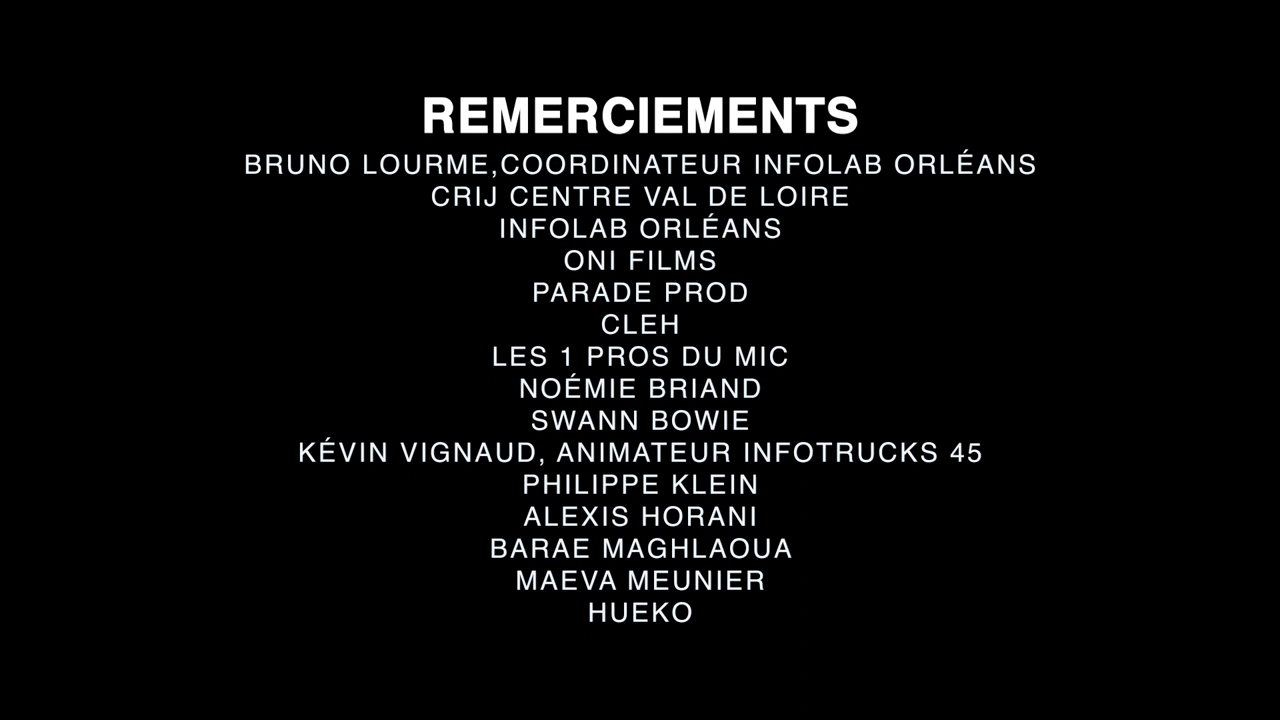 REMERCIEMENTS
BRUNO LOURME,COORDINATEUR INFOLAB ORLÉANS
CRIJ CENTRE VAL DE LOIRE
INFOLAB ORLÉANS
ONI FILMS
PARADE PROD
CLEH
LES 1 PROS DU MIC
NOÉMIE BRIAND
SWANN BOWIE
KÉVIN VIGNAUD, ANIMATEUR INFOTRUCKS 45
PHILIPPE KLEIN
ALEXIS HORANI
BARAE MAGHLAOUA
MAEVA MEUNIER
HUEKO